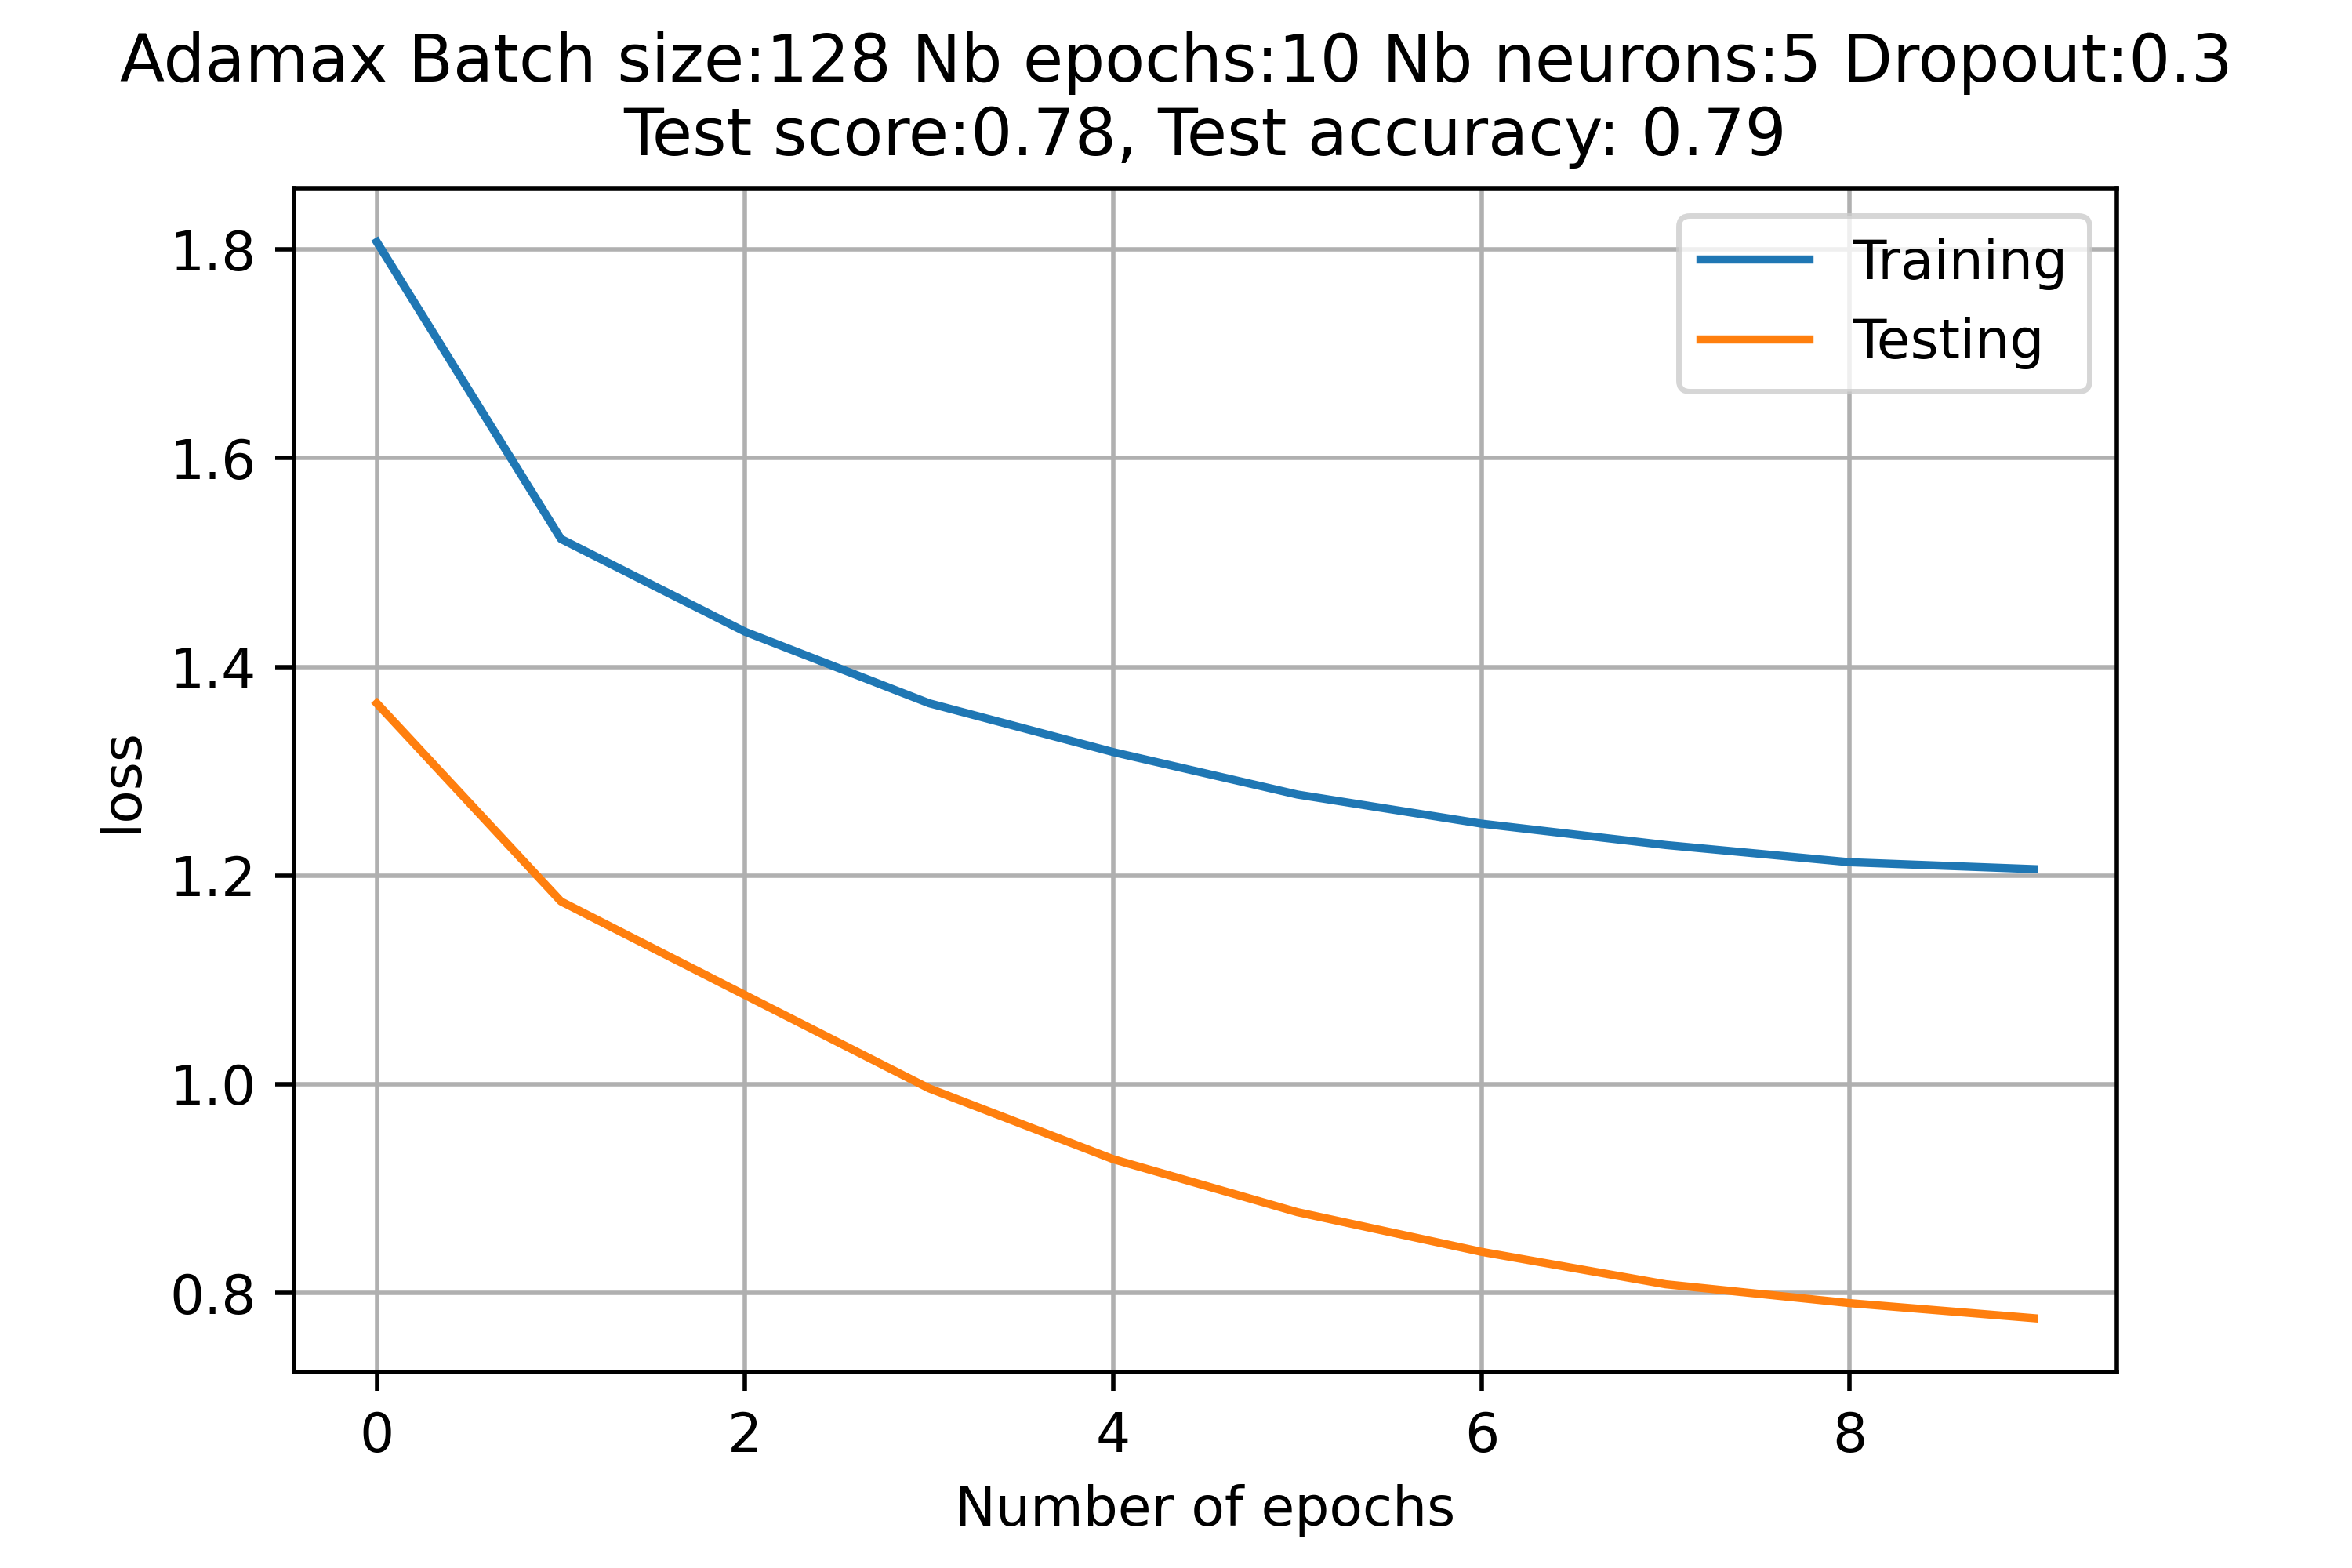 Adamax Batch size:128 Nb epochs:10 Nb neurons:5 Dropout:0.3
Test score:0.78, Test accuracy: 0.79
1.8
1.6
1.4
1.2
1.0
0.8
loss
Training
Testing
0 2 4 6 8
Number of epochs